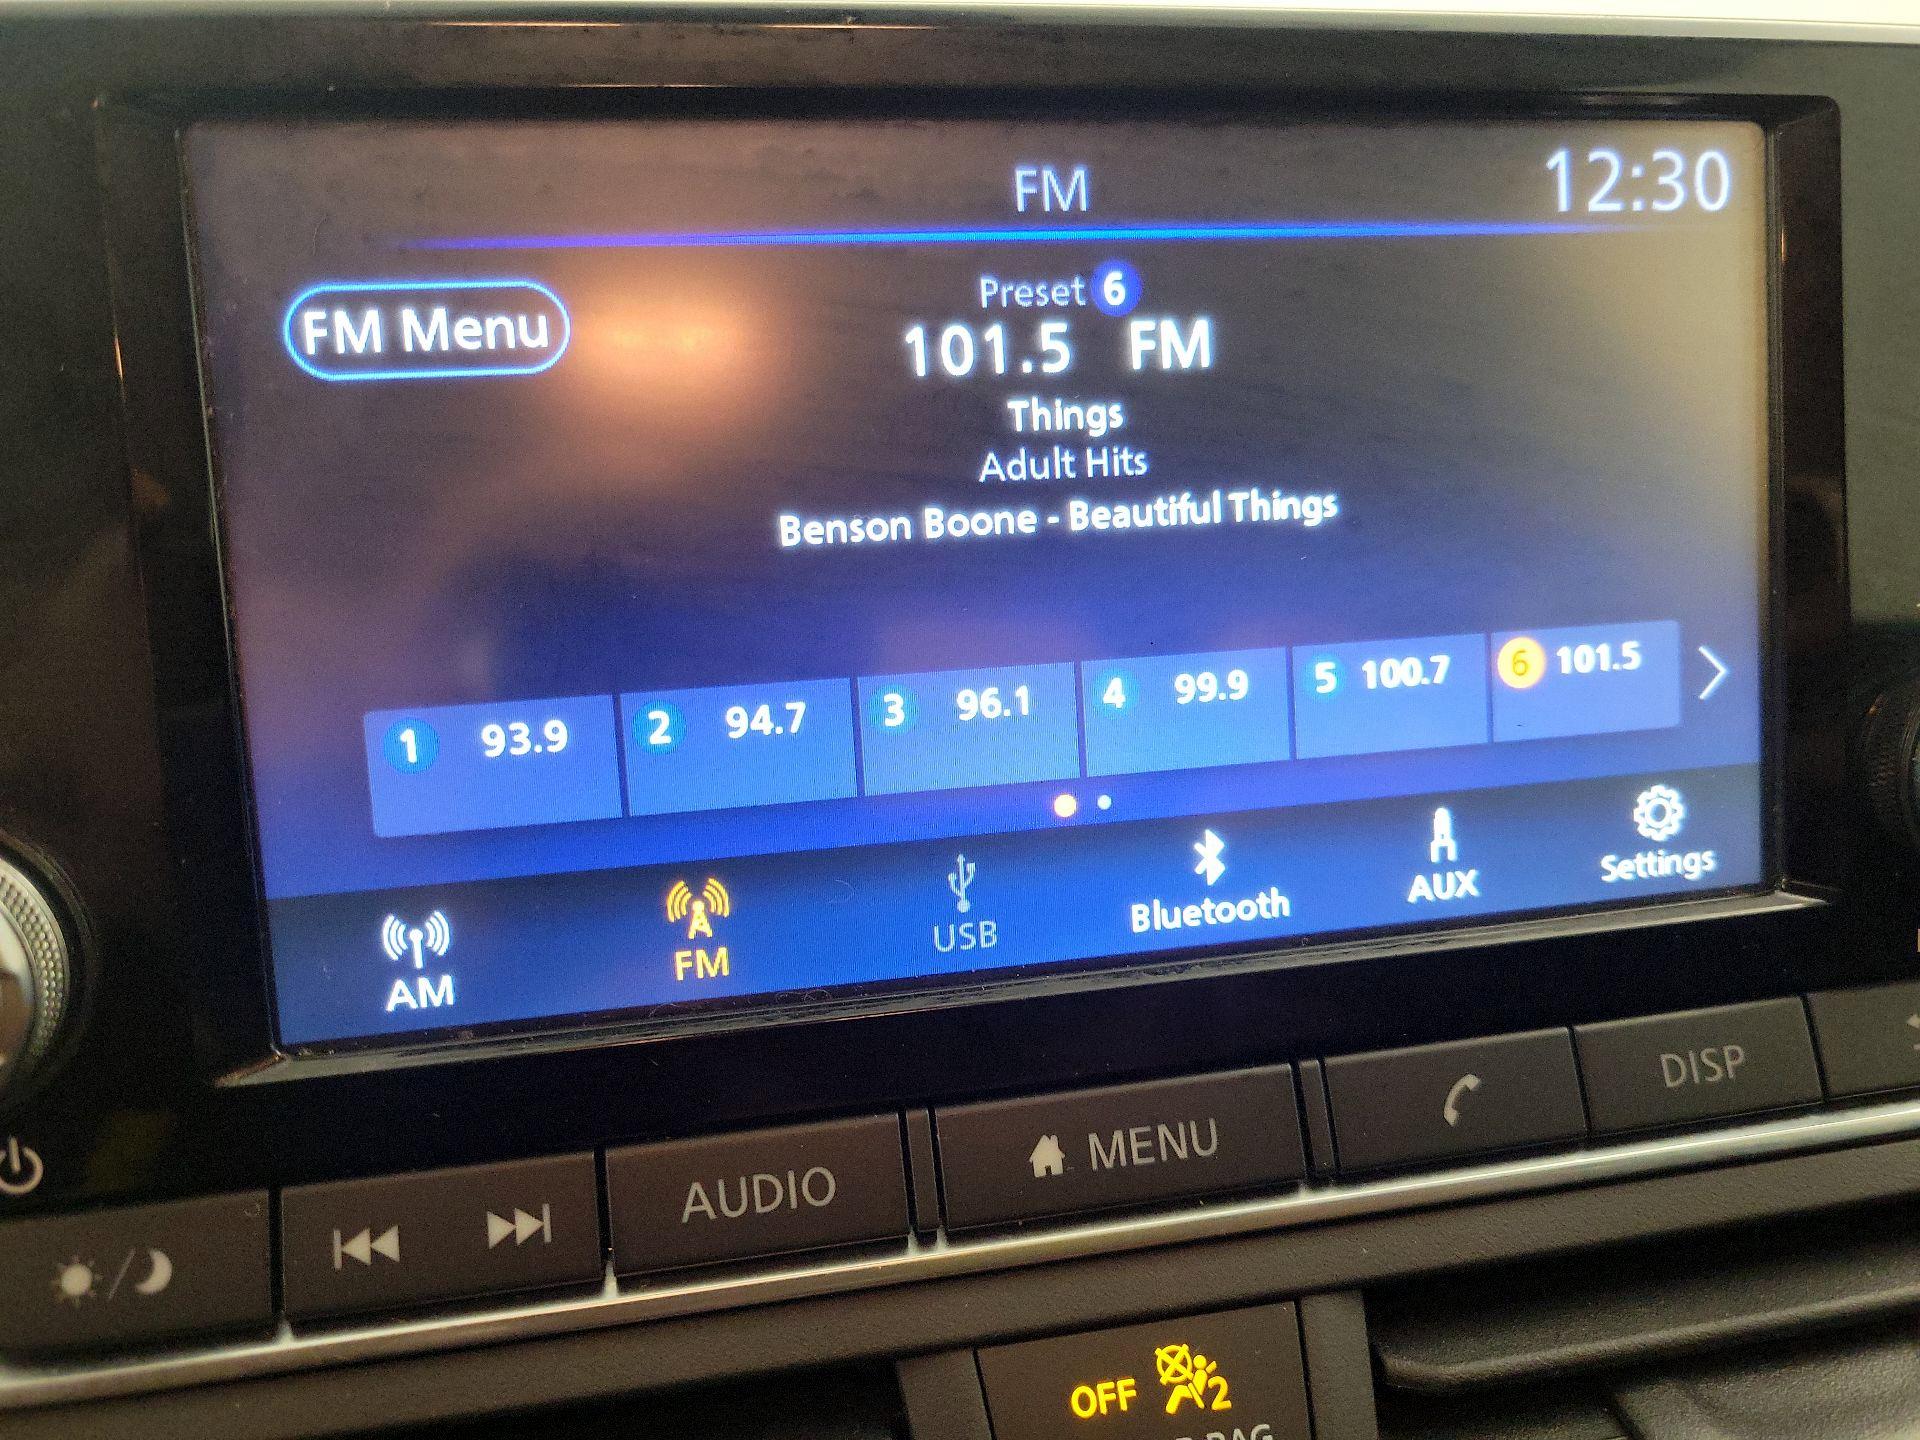 FM
12:30
FM Menu
Preset 6
101.5 FM
Things
Adult Hits
Benson Boone - Beautiful Things
1 93.9
2 94.7
3 96.1
4 99.9
5 100.7
6 101.5
AM
FM
USB
Bluetooth
AUX
Settings
AUDIO
MENU
DISP
OFF
2